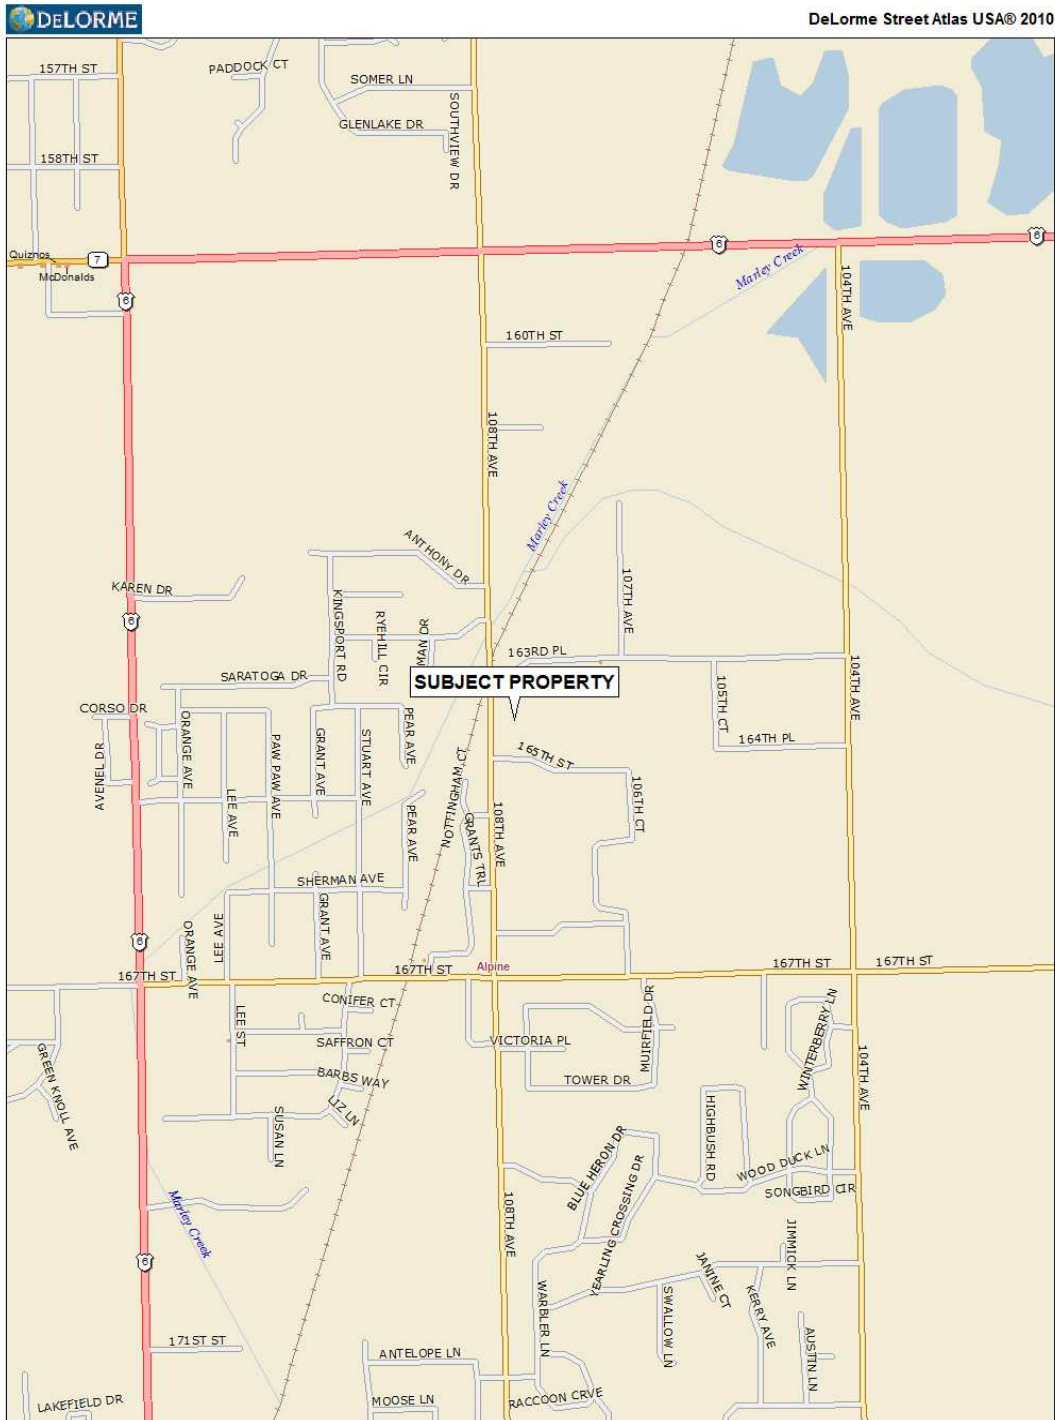 DELORME
DeLorme Street Atlas USA® 2010
157TH ST
PADDOCK CT
SOMER LN
GLENLAKE DR
SOUTHVIEW DR
158TH ST
Quiznos
7
McDonalds
6
6
6
Marley Creek
104TH AVE
160TH ST
108TH AVE
Marley Creek
ANTHONY DR
KAREN DR
6
KINGSPORT RD
RYEHILL CIR
107TH AVE
163RD PL
104TH AVE
SARATOGA DR
SUBJECT PROPERTY
105TH CT
CORSO DR
ORANGE AVE
PAW PAW AVE
GRANT AVE
STUART AVE
PEAR AVE
164TH PL
165TH ST
AVENEL DR
LEE AVE
PEAR AVE
NOTTINGHAM CT
GRANTS TRL
108TH AVE
106TH CT
SHERMAN AVE
LEE AVE
GRANT AVE
ORANGE AVE
6
167TH ST
167TH ST
Alpine
167TH ST
167TH ST
CONIFER CT
LEE ST
SAFFRON CT
VICTORIA PL
MUIRFIELD DR
WINTERBERRY LN
104TH AVE
GREEN KNOLL AVE
BARBS WAY
TOWER DR
LIZ LN
SUSAN LN
HIGHBUSH RD
BLUE HERON DR
WOOD DUCK LN
SONGBIRD CIR
Marley Creek
108TH AVE
YEARLING CROSSING DR
JIMMICK LN
6
JANINE CT
WARBLER LN
SWALLOW LN
KERRY AVE
AUSTIN LN
171ST ST
ANTELOPE LN
LAKEFIELD DR
MOOSE LN
RACCOON CRVE